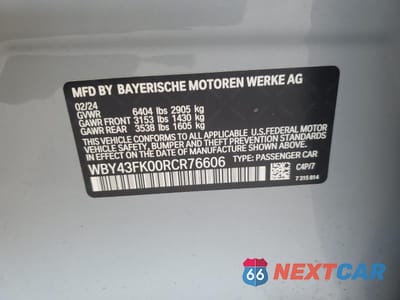 MFD BY BAYERISCHE MOTOREN WERKE AG
02/24
GVWR 6404 lbs 2905 kg
GAWR FRONT 3153 lbs 1430 kg
GAWR REAR 3538 lbs 1605 kg
THIS VEHICLE CONFORMS TO ALL APPLICABLE U.S. FEDERAL MOTOR
VEHICLE SAFETY, BUMPER, AND THEFT PREVENTION STANDARDS
IN EFFECT ON THE DATE OF MANUFACTURE SHOWN ABOVE.
WBY43FK00RCR76606 TYPE: PASSENGER CAR
C4P/7
7 315 814
66 NEXTCAR